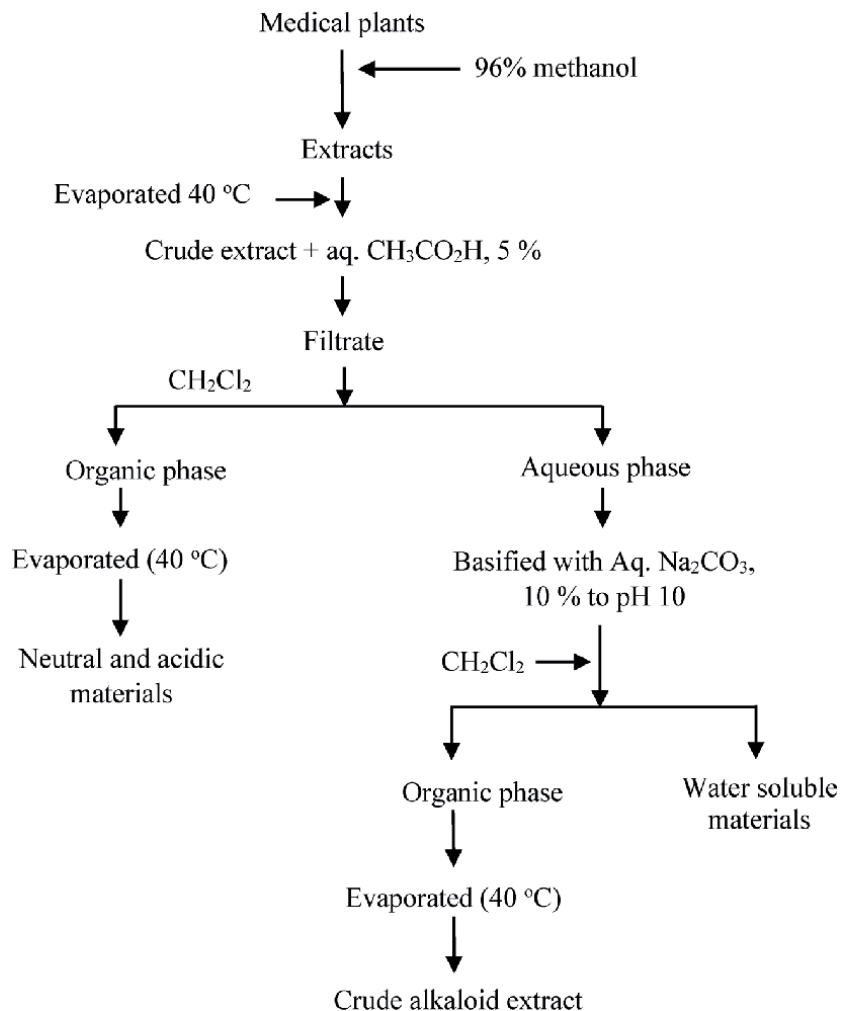 Medical plants
96% methanol
Extracts
Evaporated 40 °C
Crude extract + aq. CH₃CO₂H, 5 %
Filtrate
CH₂Cl₂
Organic phase
Aqueous phase
Evaporated (40 °C)
Basified with Aq. Na₂CO₃,
10 % to pH 10
Neutral and acidic
materials
CH₂Cl₂
Organic phase
Water soluble
materials
Evaporated (40 °C)
Crude alkaloid extract